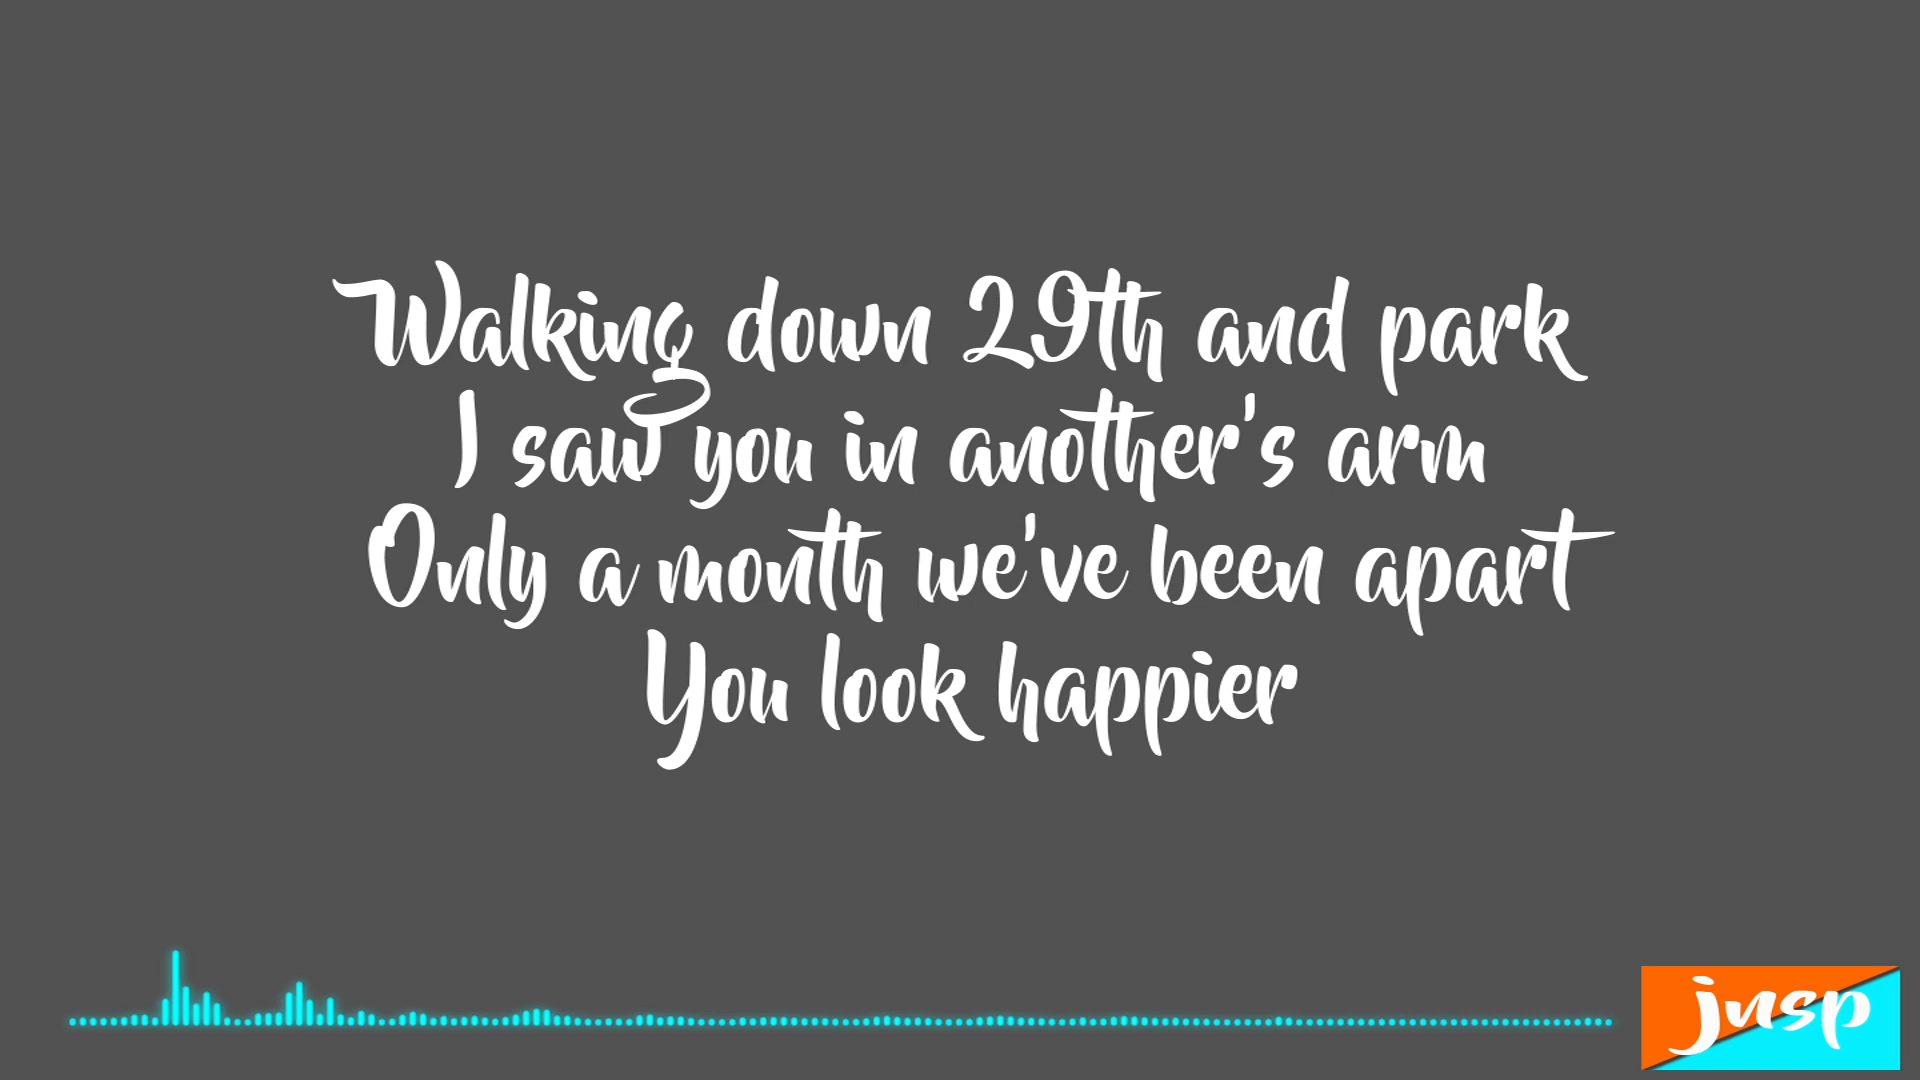 Walking down 29th and park
I saw you in another's arm
Only a month we've been apart
You look happier
jnsp